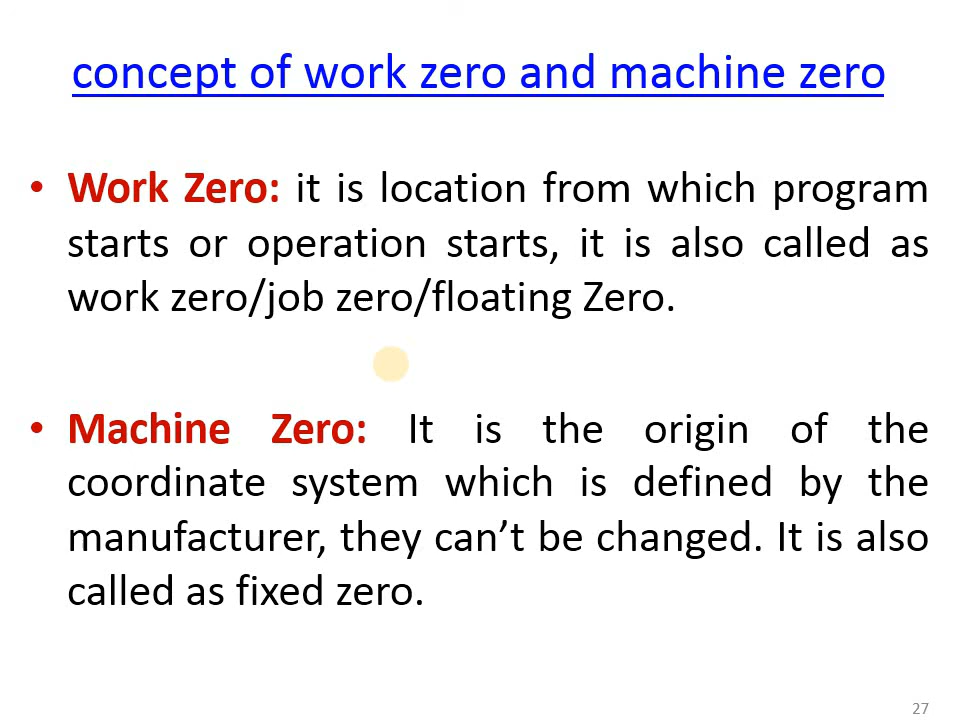 concept of work zero and machine zero
• Work Zero: it is location from which program
starts or operation starts, it is also called as
work zero/job zero/floating Zero.
• Machine Zero: It is the origin of the
coordinate system which is defined by the
manufacturer, they can’t be changed. It is also
called as fixed zero.
27